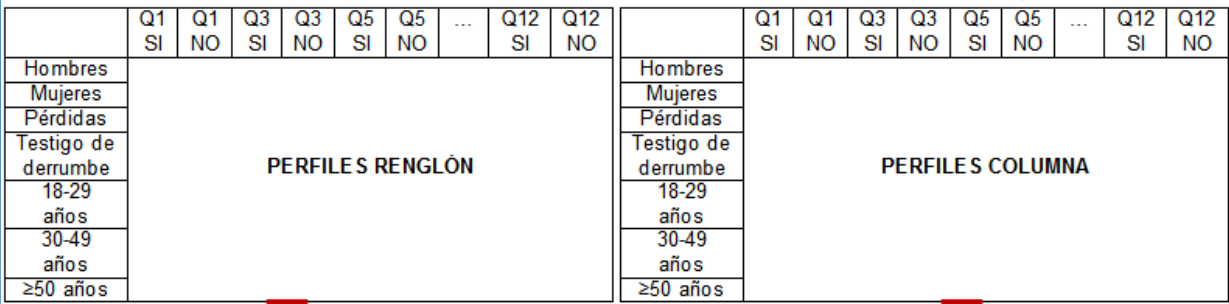 Q1 Q1 Q3 Q3 Q5 Q5 ... Q12 Q12
SI NO SI NO SI NO SI NO
Hombres
Mujeres
Pérdidas
Testigo de
derrumbe
18-29
años
30-49
años
≥50 años
PERFILES RENGLÓN
Q1 Q1 Q3 Q3 Q5 Q5 ... Q12 Q12
SI NO SI NO SI NO SI NO
Hombres
Mujeres
Pérdidas
Testigo de
derrumbe
18-29
años
30-49
años
≥50 años
PERFILES COLUMNA